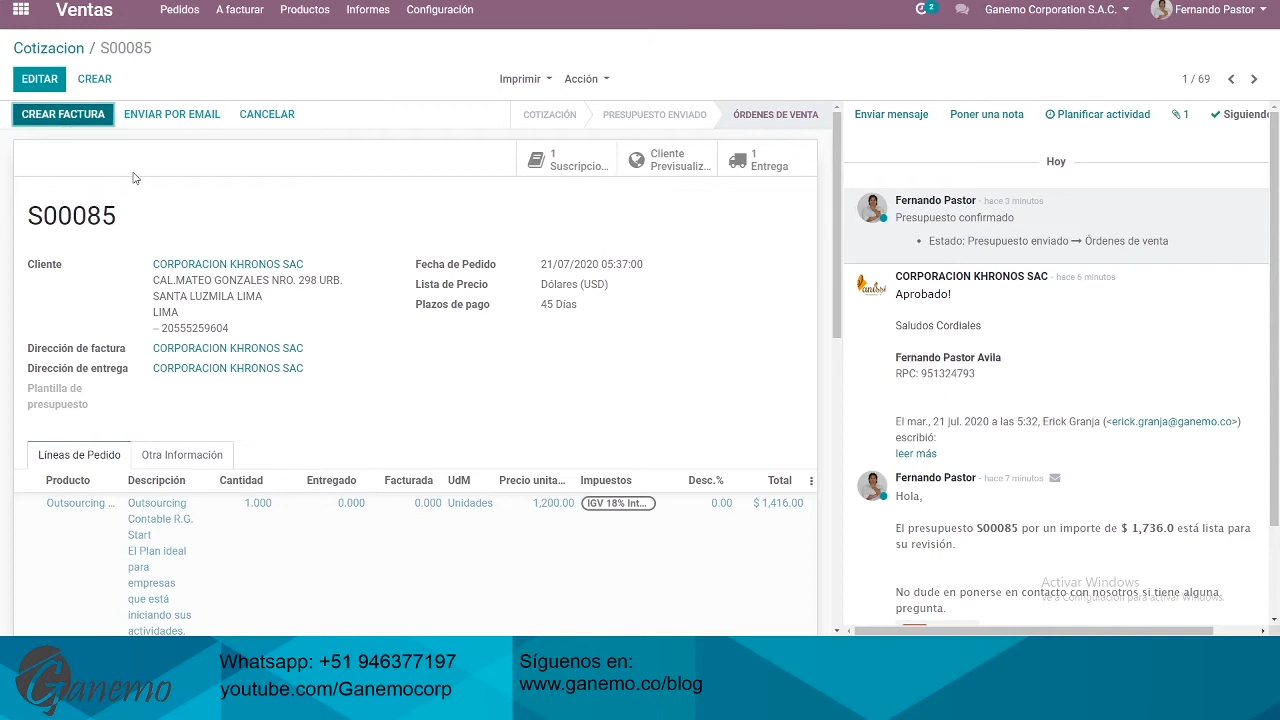 Ventas Pedidos A facturar Productos Informes Configuración 2 Ganemo Corporation S.A.C. Fernando Pastor
Cotizacion / S00085
EDITAR CREAR Imprimir Acción 1 / 69
CREAR FACTURA ENVIAR POR EMAIL CANCELAR COTIZACIÓN PRESUPUESTO ENVIADO ÓRDENES DE VENTA
1 Suscripcio...
Cliente Previsualiz...
1 Entrega
S00085
Cliente CORPORACION KHRONOS SAC
CAL.MATEO GONZALES NRO. 298 URB.
SANTA LUZMILA LIMA
LIMA
– 20555259604
Dirección de factura CORPORACION KHRONOS SAC
Dirección de entrega CORPORACION KHRONOS SAC
Plantilla de
presupuesto
Fecha de Pedido 21/07/2020 05:37:00
Lista de Precio Dólares (USD)
Plazos de pago 45 Días
Líneas de Pedido Otra Información
Producto Descripción Cantidad Entregado Facturada UdM Precio unita... Impuestos Desc.% Total
Outsourcing ... Outsourcing 1.000 0.000 0.000 Unidades 1,200.00 IGV 18% Int... 0.00 $ 1,416.00
Contable R.G.
Start
El Plan ideal
para
empresas
que está
iniciando sus
actividades.
Enviar mensaje Poner una nota Planificar actividad 1 Siguiendo
Hoy
Fernando Pastor - hace 3 minutos
Presupuesto confirmado
• Estado: Presupuesto enviado → Órdenes de venta
CORPORACION KHRONOS SAC - hace 6 minutos
Aprobado!
Saludos Cordiales
Fernando Pastor Avila
RPC: 951324793
El mar., 21 jul. 2020 a las 5:32, Erick Granja (<erick.granja@ganemo.co>)
escribió:
leer más
Fernando Pastor - hace 7 minutos
Hola,
El presupuesto S00085 por un importe de $ 1,736.0 está lista para
su revisión.
Activar Windows
Ve a Configuración para activar Windows.
No dude en ponerse en contacto con nosotros si tiene alguna
pregunta.
Ganemo
Whatsapp: +51 946377197
youtube.com/Ganemocorp
Síguenos en:
www.ganemo.co/blog